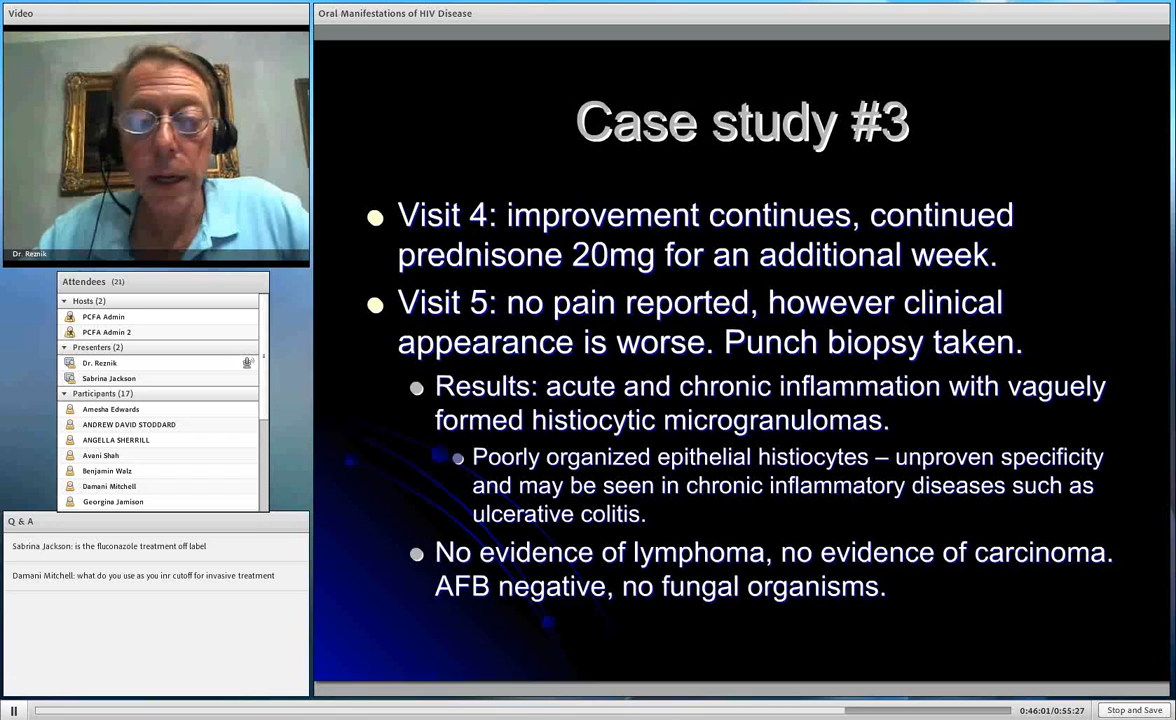 Video
Dr. Reznik
Attendees (21)
Hosts (2)
PCFA Admin
PCFA Admin 2
Presenters (2)
Dr. Reznik
Sabrina Jackson
Participants (17)
Amesha Edwards
ANDREW DAVID STODDARD
ANGELLA SHERRILL
Avani Shah
Benjamin Walz
Damani Mitchell
Georgina Jamison
Q & A
Sabrina Jackson: is the fluconazole treatment off label
Damani Mitchell: what do you use as you inr cutoff for invasive treatment
Oral Manifestations of HIV Disease
Case study #3
Visit 4: improvement continues, continued
prednisone 20mg for an additional week.
Visit 5: no pain reported, however clinical
appearance is worse. Punch biopsy taken.
Results: acute and chronic inflammation with vaguely
formed histiocytic microgranulomas.
Poorly organized epithelial histiocytes – unproven specificity
and may be seen in chronic inflammatory diseases such as
ulcerative colitis.
No evidence of lymphoma, no evidence of carcinoma.
AFB negative, no fungal organisms.
0:46:01/0:55:27
Stop and Save